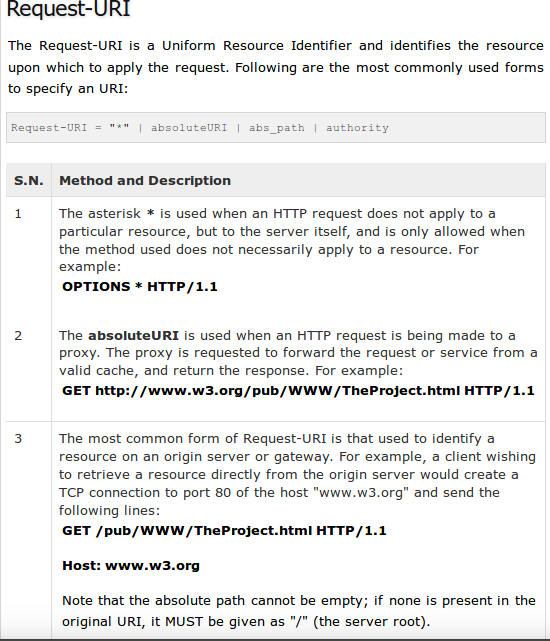 Request-URI
The Request-URI is a Uniform Resource Identifier and identifies the resource
upon which to apply the request. Following are the most commonly used forms
to specify an URI:
Request-URI = "*" | absoluteURI | abs_path | authority
S.N. Method and Description
1 The asterisk * is used when an HTTP request does not apply to a
particular resource, but to the server itself, and is only allowed when
the method used does not necessarily apply to a resource. For
example:
OPTIONS * HTTP/1.1
2 The absoluteURI is used when an HTTP request is being made to a
proxy. The proxy is requested to forward the request or service from a
valid cache, and return the response. For example:
GET http://www.w3.org/pub/WWW/TheProject.html HTTP/1.1
3 The most common form of Request-URI is that used to identify a
resource on an origin server or gateway. For example, a client wishing
to retrieve a resource directly from the origin server would create a
TCP connection to port 80 of the host "www.w3.org" and send the
following lines:
GET /pub/WWW/TheProject.html HTTP/1.1
Host: www.w3.org
Note that the absolute path cannot be empty; if none is present in the
original URI, it MUST be given as "/" (the server root).